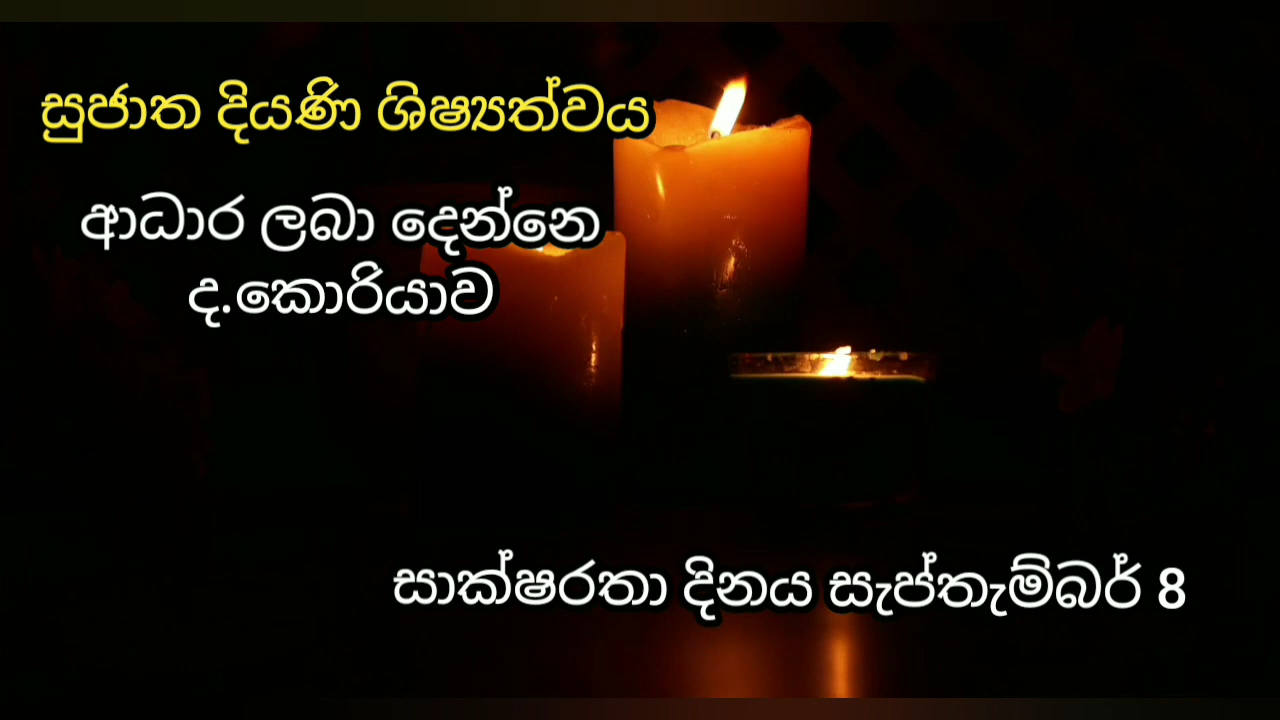 සුජාත දියණි ශිෂ්‍යත්වය
ආධාර ලබා දෙන්නෙ
ද.කොරියාව
සාක්ෂරතා දිනය සැප්තැම්බර් 8